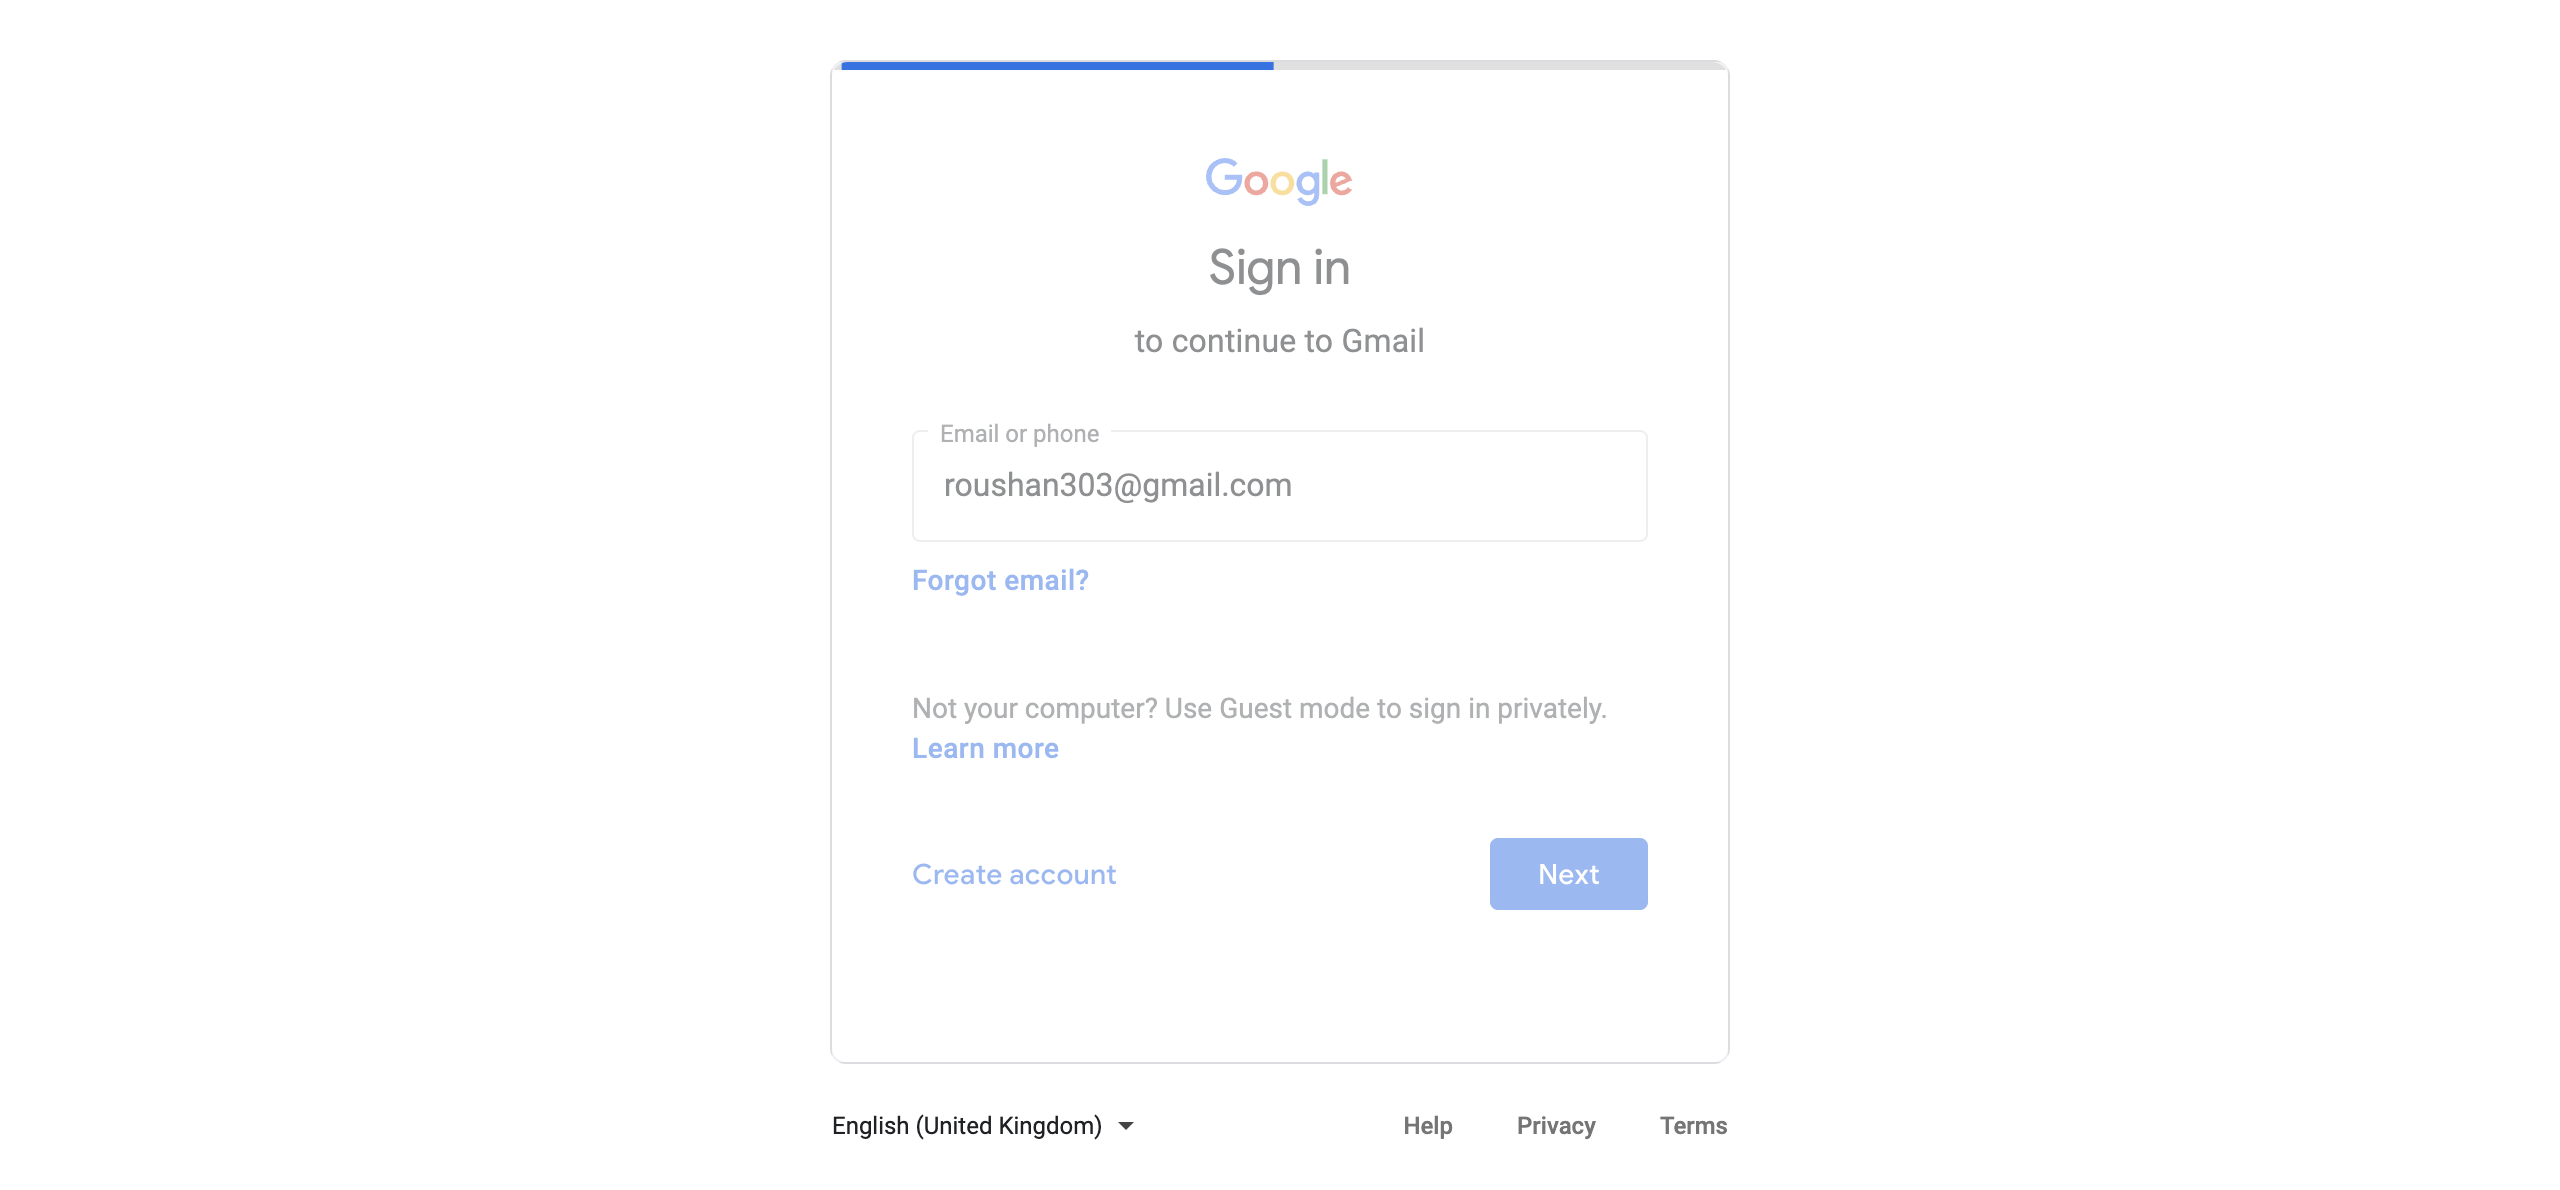 Google
Sign in
to continue to Gmail
Email or phone
roushan303@gmail.com
Forgot email?
Not your computer? Use Guest mode to sign in privately.
Learn more
Create account
Next
English (United Kingdom)
Help
Privacy
Terms